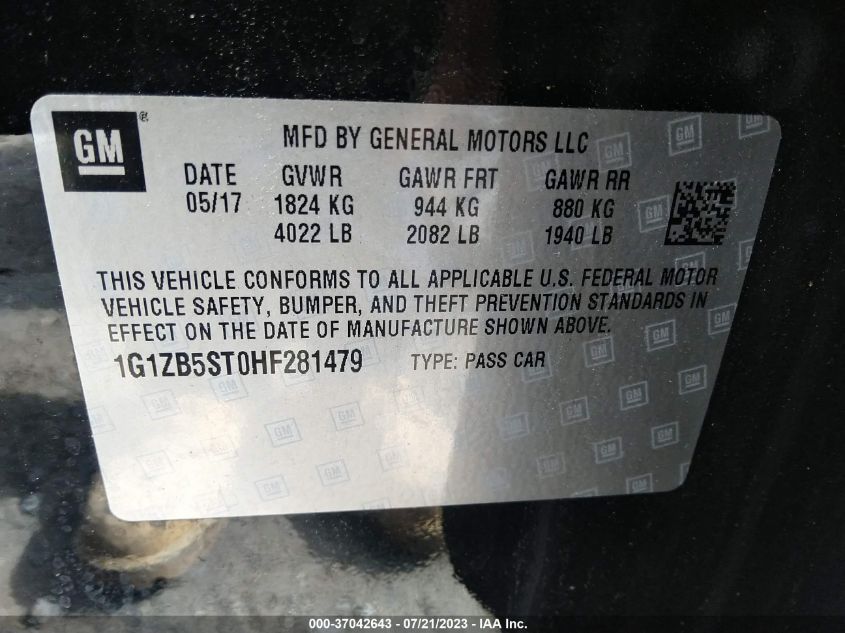 GM ®
MFD BY GENERAL MOTORS LLC
DATE GVWR GAWR FRT GAWR RR
05/17 1824 KG 944 KG 880 KG
4022 LB 2082 LB 1940 LB
THIS VEHICLE CONFORMS TO ALL APPLICABLE U.S. FEDERAL MOTOR
VEHICLE SAFETY, BUMPER, AND THEFT PREVENTION STANDARDS IN
EFFECT ON THE DATE OF MANUFACTURE SHOWN ABOVE.
1G1ZB5ST0HF281479 TYPE: PASS CAR
000-37042643 - 07/21/2023 - IAA Inc.